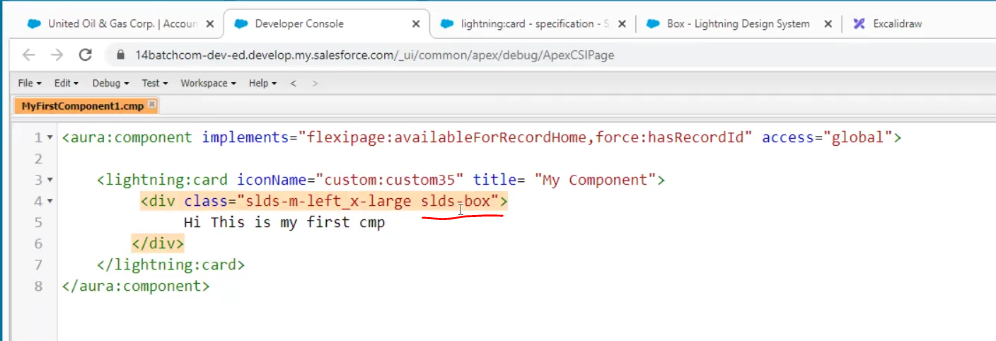 United Oil & Gas Corp. | Accoun
Developer Console
lightning:card - specification - S
Box - Lightning Design System
Excalidraw
14batchcom-dev-ed.develop.my.salesforce.com/_ui/common/apex/debug/ApexCSIPage
File Edit Debug Test Workspace Help < >
MyFirstComponent1.cmp
1 <aura:component implements="flexipage:availableForRecordHome,force:hasRecordId" access="global">
2
3 <lightning:card iconName="custom:custom35" title= "My Component">
4 <div class="slds-m-left_x-large slds-box">
5 Hi This is my first cmp
6 </div>
7 </lightning:card>
8 </aura:component>